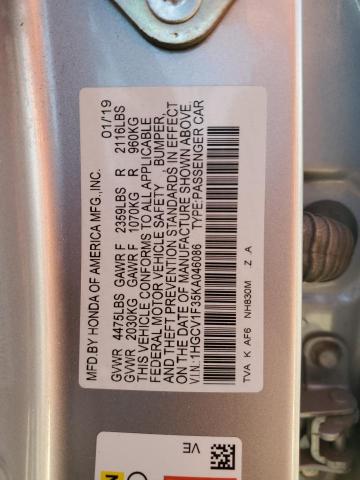 MFD.BY HONDA OF AMERICA MFG.,INC. 01/19
GVWR 4475LBS GAWR F 2359LBS R 2116LBS
GVWR 2030KG GAWR F 1070KG R 960KG
THIS VEHICLE CONFORMS TO ALL APPLICABLE
FEDERAL MOTOR VEHICLE SAFETY, BUMPER,
AND THEFT PREVENTION STANDARDS IN EFFECT
ON THE DATE OF MANUFACTURE SHOWN ABOVE.
V.I.N.:1HGCV1F35KA046086 TYPE:PASSENGER CAR
TVA K AF6 NH830M Z A
VE